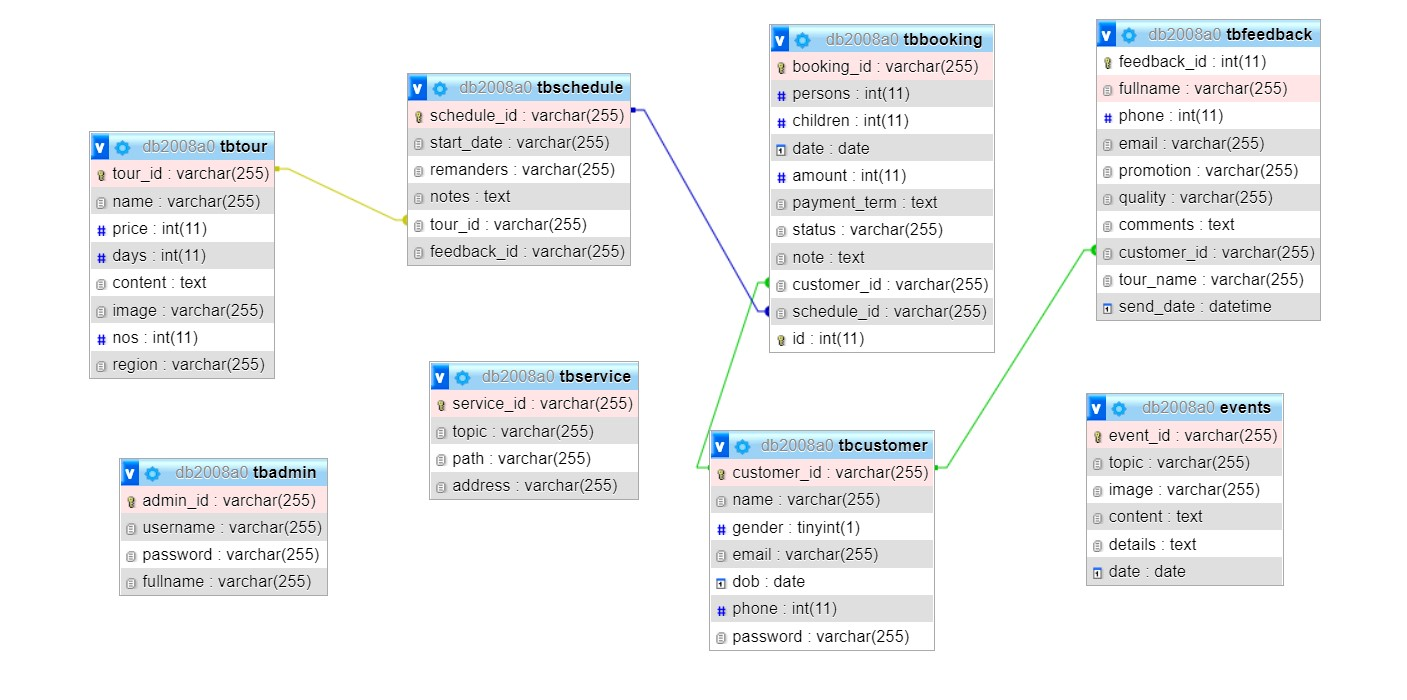 v db2008a0 tbtour
tour_id : varchar(255)
name : varchar(255)
# price : int(11)
# days : int(11)
content : text
image : varchar(255)
# nos : int(11)
region : varchar(255)
v db2008a0 tbschedule
schedule_id : varchar(255)
start_date : varchar(255)
remanders : varchar(255)
notes : text
tour_id : varchar(255)
feedback_id : varchar(255)
v db2008a0 tbbooking
booking_id : varchar(255)
# persons : int(11)
# children : int(11)
date : date
# amount : int(11)
payment_term : text
status : varchar(255)
note : text
customer_id : varchar(255)
schedule_id : varchar(255)
id : int(11)
v db2008a0 tbfeedback
feedback_id : int(11)
fullname : varchar(255)
# phone : int(11)
email : varchar(255)
promotion : varchar(255)
quality : varchar(255)
comments : text
customer_id : varchar(255)
tour_name : varchar(255)
send_date : datetime
v db2008a0 tbadmin
admin_id : varchar(255)
username : varchar(255)
password : varchar(255)
fullname : varchar(255)
v db2008a0 tbservice
service_id : varchar(255)
topic : varchar(255)
path : varchar(255)
address : varchar(255)
v db2008a0 tbcustomer
customer_id : varchar(255)
name : varchar(255)
# gender : tinyint(1)
email : varchar(255)
dob : date
# phone : int(11)
password : varchar(255)
v db2008a0 events
event_id : varchar(255)
topic : varchar(255)
image : varchar(255)
content : text
details : text
date : date